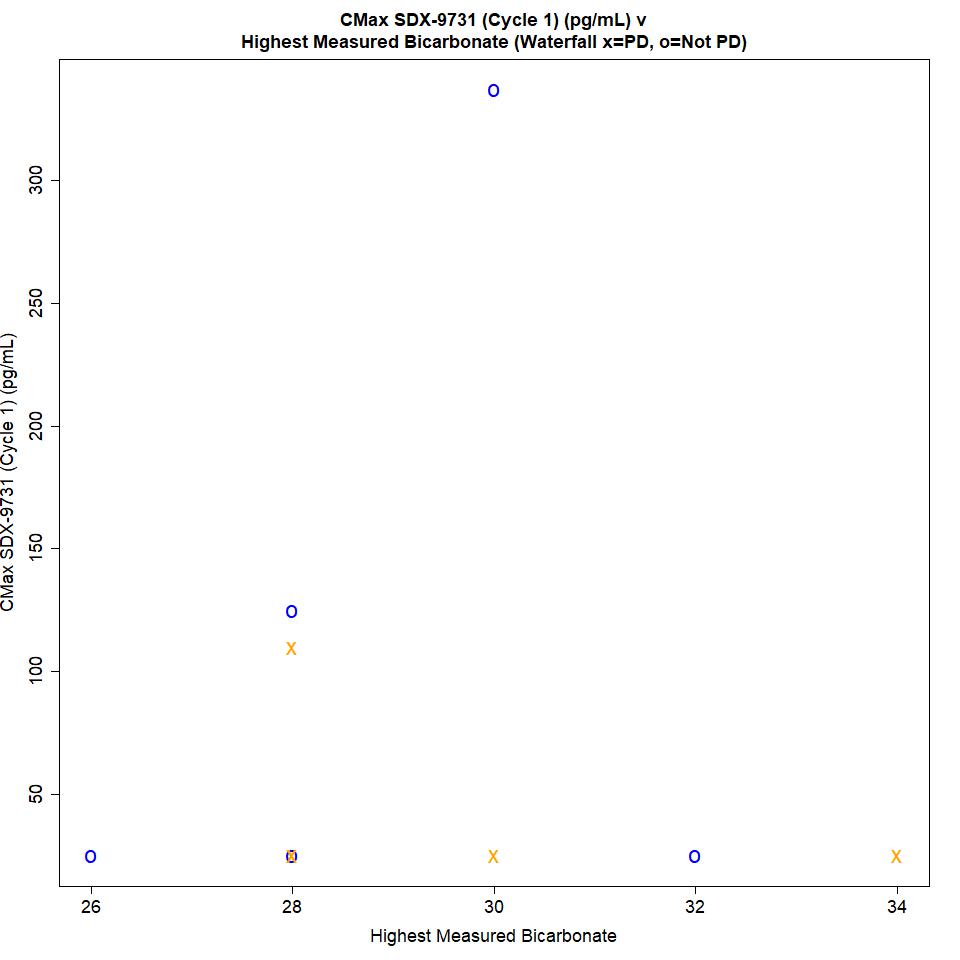 CMax SDX-9731 (Cycle 1) (pg/mL) v
Highest Measured Bicarbonate (Waterfall x=PD, o=Not PD)
CMax SDX-9731 (Cycle 1) (pg/mL)
300
250
200
150
100
50
O
O
X
O
O
X
X
O
X
26 28 30 32 34
Highest Measured Bicarbonate